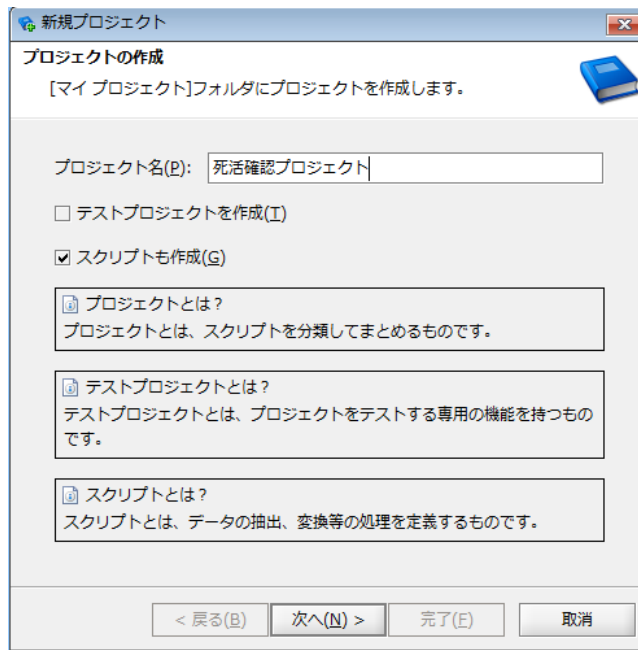 新規プロジェクト
プロジェクトの作成
[マイ プロジェクト]フォルダにプロジェクトを作成します。
プロジェクト名(P): 死活確認プロジェクト
テストプロジェクトを作成(T)
スクリプトも作成(G)
プロジェクトとは？
プロジェクトとは、スクリプトを分類してまとめるものです。
テストプロジェクトとは？
テストプロジェクトとは、プロジェクトをテストする専用の機能を持つもの
です。
スクリプトとは？
スクリプトとは、データの抽出、変換等の処理を定義するものです。
< 戻る(B) 次へ(N) > 完了(F) 取消